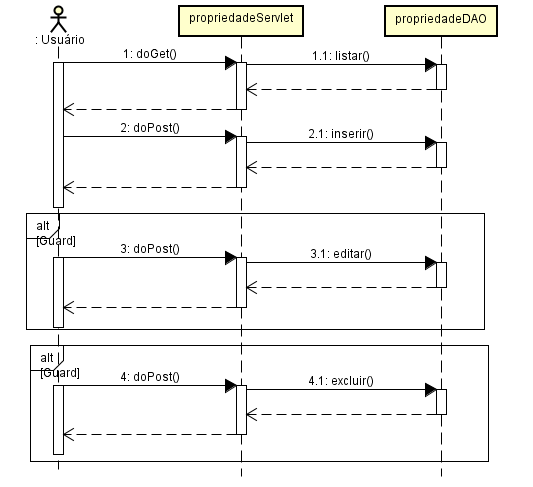 : Usuário
propriedadeServlet
propriedadeDAO
1: doGet()
1.1: listar()
2: doPost()
2.1: inserir()
alt
[Guard]
3: doPost()
3.1: editar()
alt
[Guard]
4: doPost()
4.1: excluir()